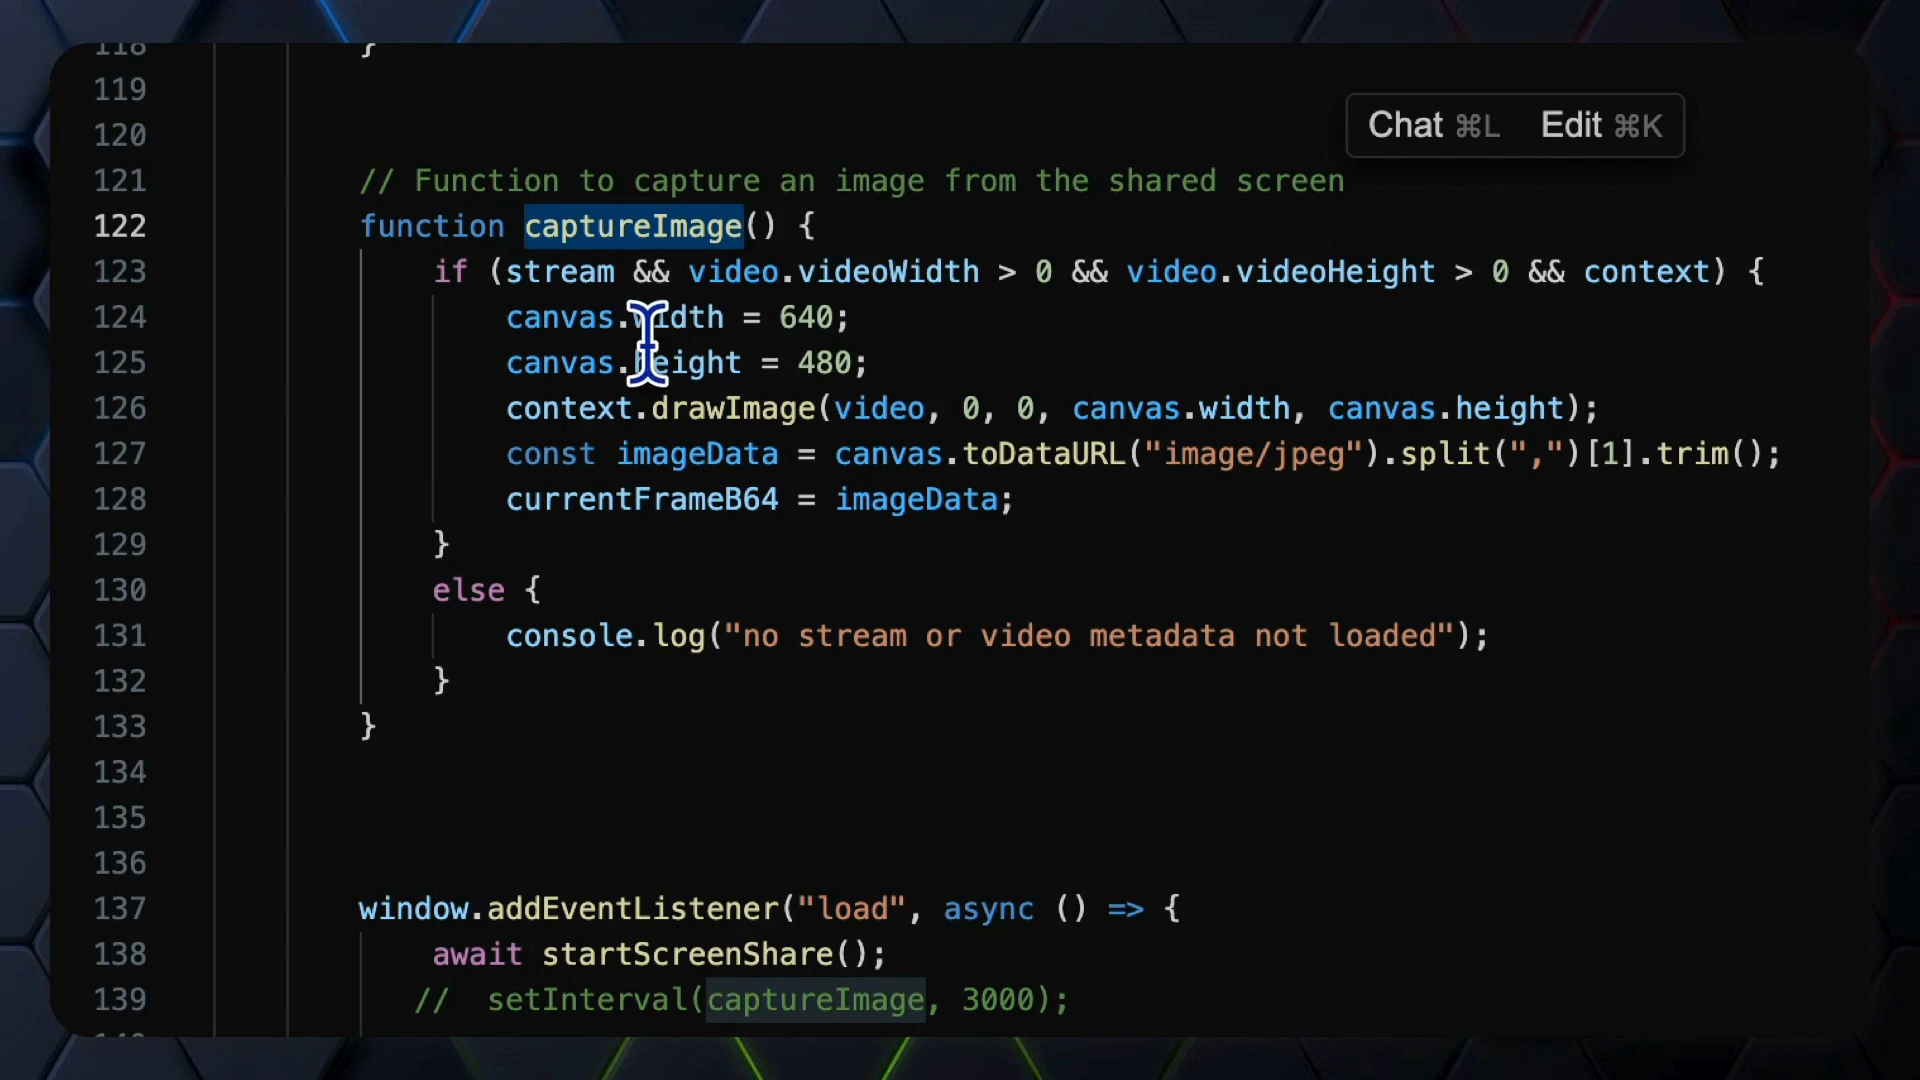 118 }
119
120
Chat ⌘L Edit ⌘K
121 // Function to capture an image from the shared screen
122 function captureImage() {
123 if (stream && video.videoWidth > 0 && video.videoHeight > 0 && context) {
124 canvas.width = 640;
125 canvas.height = 480;
126 context.drawImage(video, 0, 0, canvas.width, canvas.height);
127 const imageData = canvas.toDataURL("image/jpeg").split(",")[1].trim();
128 currentFrameB64 = imageData;
129 }
130 else {
131 console.log("no stream or video metadata not loaded");
132 }
133 }
134
135
136
137 window.addEventListener("load", async () => {
138 await startScreenShare();
139 // setInterval(captureImage, 3000);